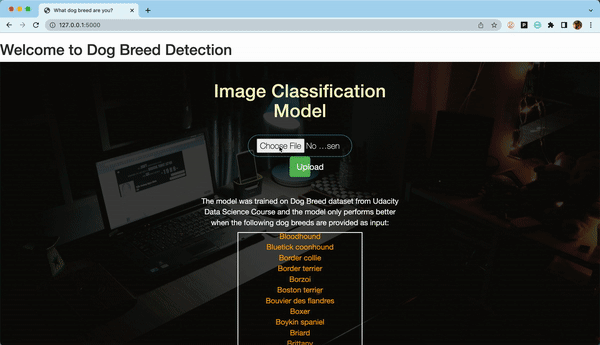 What dog breed are you?
127.0.0.1:5000
Welcome to Dog Breed Detection
Image Classification
Model
Choose File No ...sen
Upload
The model was trained on Dog Breed dataset from Udacity
Data Science Course and the model only performs better
when the following dog breeds are provided as input:
Bloodhound
Bluetick coonhound
Border collie
Border terrier
Borzoi
Boston terrier
Bouvier des flandres
Boxer
Boykin spaniel
Briard
Brittany